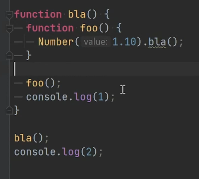 function bla() {
function foo() {
Number( value: 1.10).bla();
}
foo();
console.log(1);
}
bla();
console.log(2);